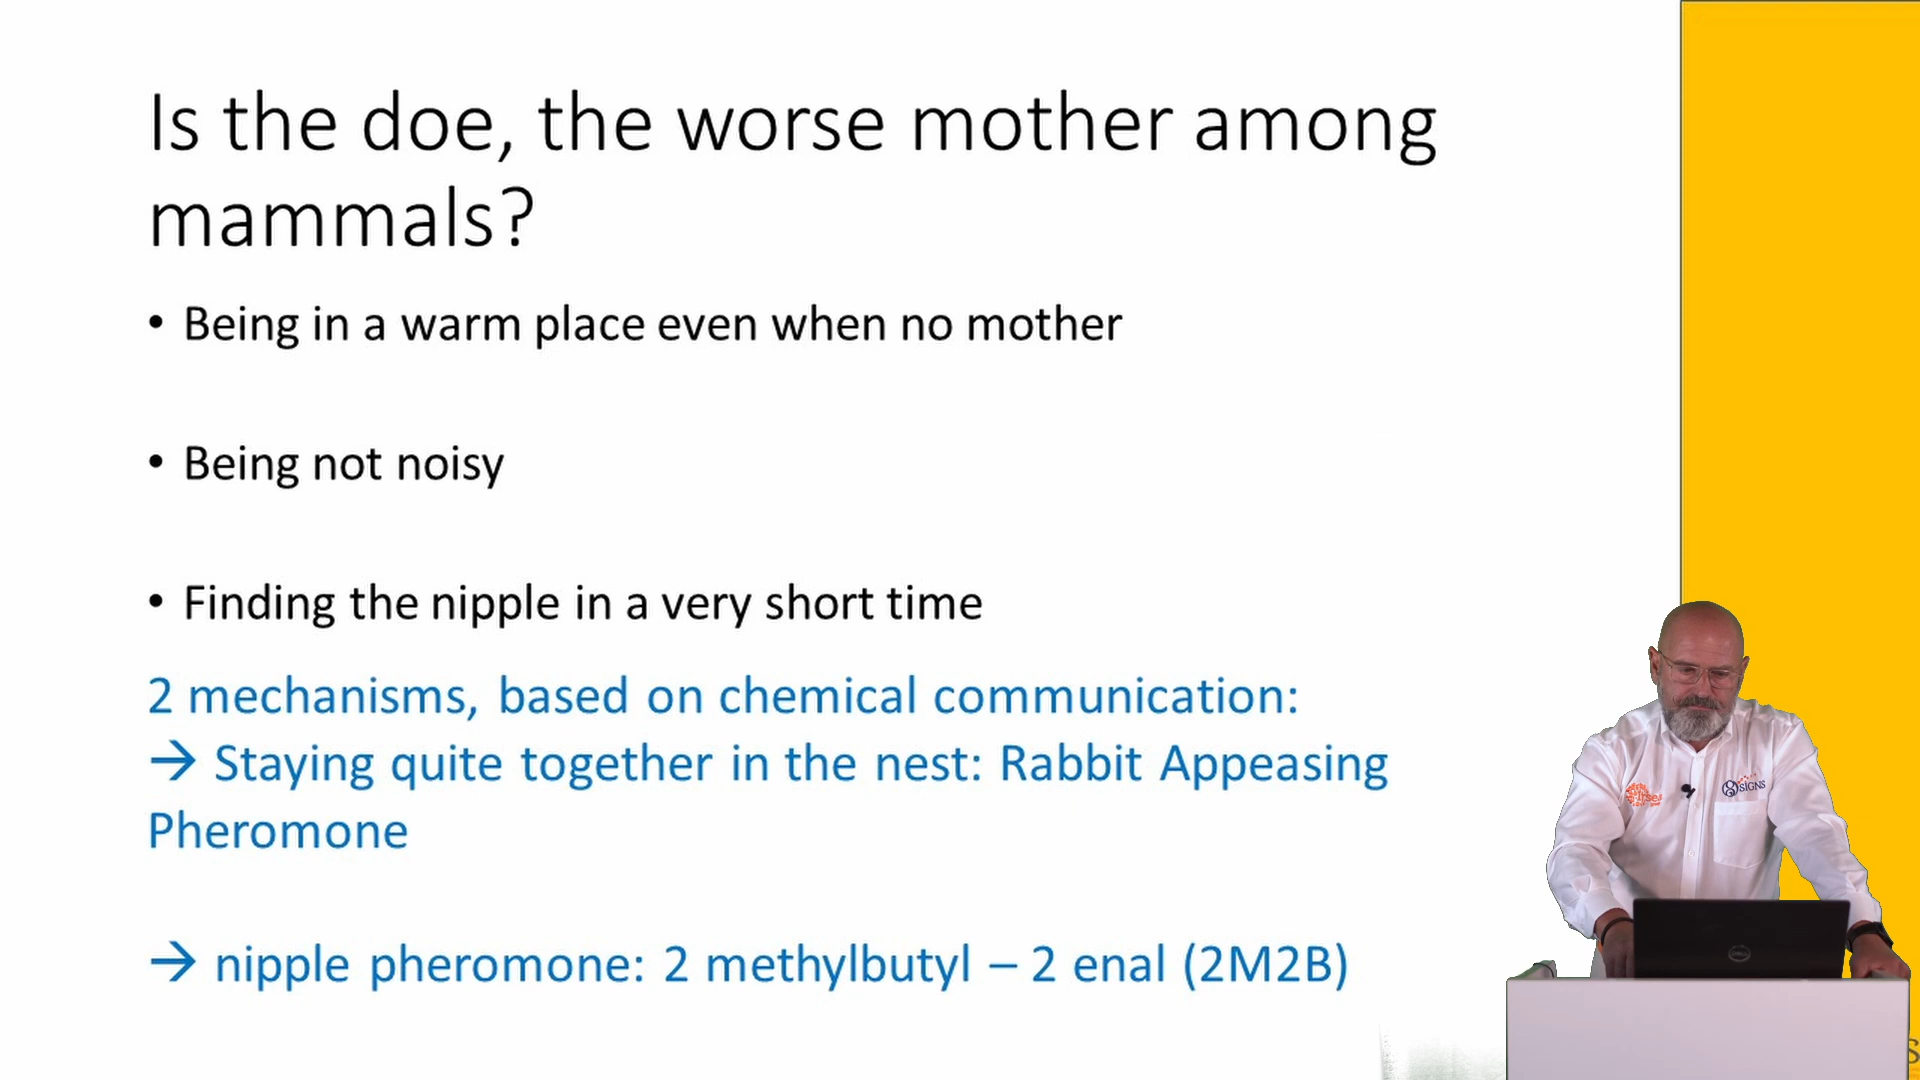 Is the doe, the worse mother among
mammals?
• Being in a warm place even when no mother
• Being not noisy
• Finding the nipple in a very short time
2 mechanisms, based on chemical communication:
→ Staying quite together in the nest: Rabbit Appeasing
Pheromone
→ nipple pheromone: 2 methylbutyl – 2 enal (2M2B)
SIGNS
DELL